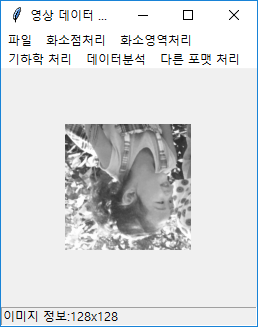 영상 데이터 ...
파일 화소점처리 화소영역처리
기하학 처리 데이터분석 다른 포맷 처리
이미지 정보:128x128